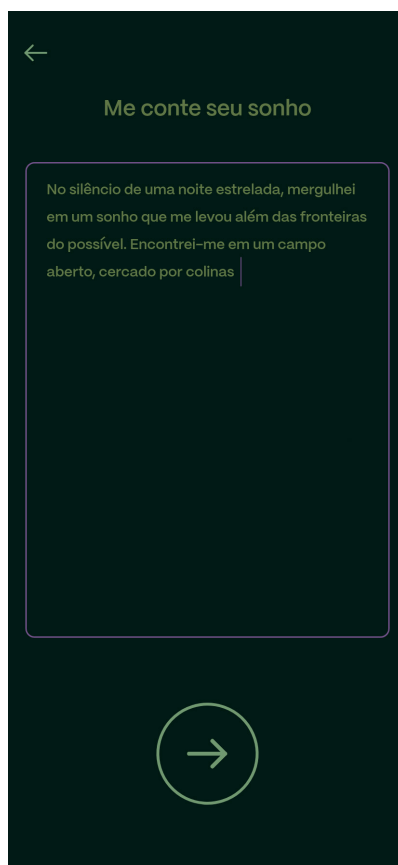 Me conte seu sonho
No silêncio de uma noite estrelada, mergulhei
em um sonho que me levou além das fronteiras
do possível. Encontrei-me em um campo
aberto, cercado por colinas